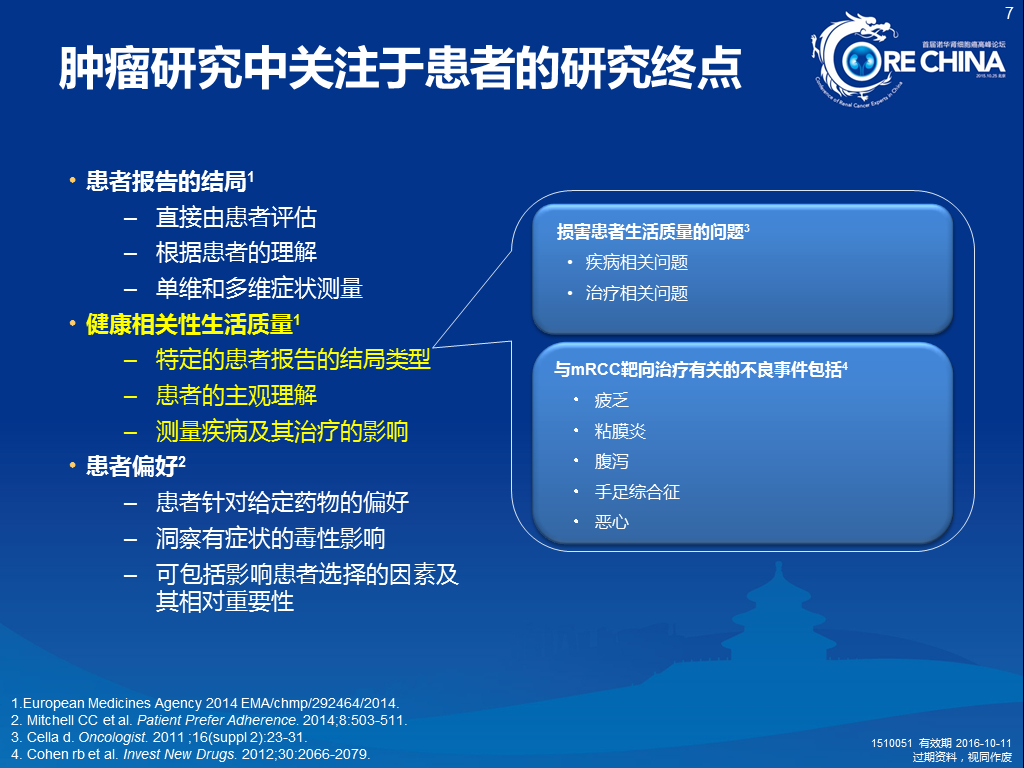 7
首届诺华肾细胞癌高峰论坛
CORE CHINA
2015.10.25 北京
Conference of Renal Cancer Experts in China
肿瘤研究中关注于患者的研究终点
• 患者报告的结局1
– 直接由患者评估
– 根据患者的理解
– 单维和多维症状测量
• 健康相关性生活质量1
– 特定的患者报告的结局类型
– 患者的主观理解
– 测量疾病及其治疗的影响
• 患者偏好2
– 患者针对给定药物的偏好
– 洞察有症状的毒性影响
– 可包括影响患者选择的因素及
其相对重要性
损害患者生活质量的问题3
• 疾病相关问题
• 治疗相关问题
与mRCC靶向治疗有关的不良事件包括4
• 疲乏
• 粘膜炎
• 腹泻
• 手足综合征
• 恶心
1.European Medicines Agency 2014 EMA/chmp/292464/2014.
2. Mitchell CC et al. Patient Prefer Adherence. 2014;8:503-511.
3. Cella d. Oncologist. 2011 ;16(suppl 2):23-31.
4. Cohen rb et al. Invest New Drugs. 2012;30:2066-2079.
1510051 有效期 2016-10-11
过期资料，视同作废